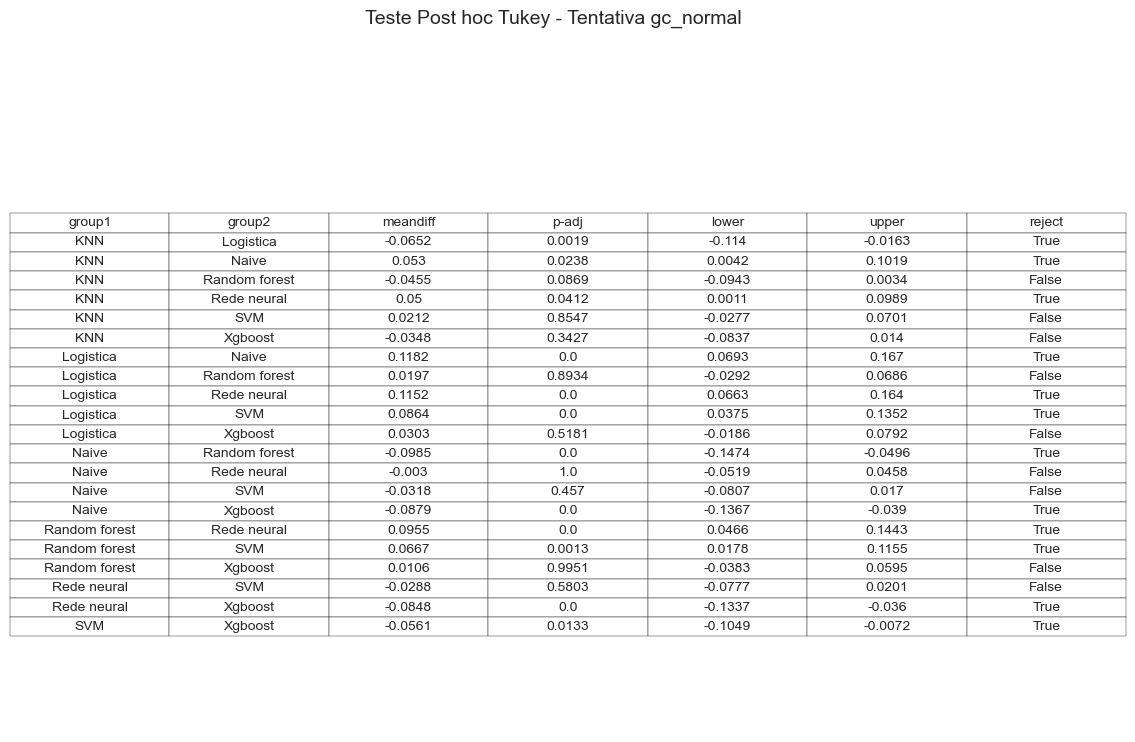 Teste Post hoc Tukey - Tentativa gc_normal
group1 group2 meandiff p-adj lower upper reject
KNN Logistica -0.0652 0.0019 -0.114 -0.0163 True
KNN Naive 0.053 0.0238 0.0042 0.1019 True
KNN Random forest -0.0455 0.0869 -0.0943 0.0034 False
KNN Rede neural 0.05 0.0412 0.0011 0.0989 True
KNN SVM 0.0212 0.8547 -0.0277 0.0701 False
KNN Xgboost -0.0348 0.3427 -0.0837 0.014 False
Logistica Naive 0.1182 0.0 0.0693 0.167 True
Logistica Random forest 0.0197 0.8934 -0.0292 0.0686 False
Logistica Rede neural 0.1152 0.0 0.0663 0.164 True
Logistica SVM 0.0864 0.0 0.0375 0.1352 True
Logistica Xgboost 0.0303 0.5181 -0.0186 0.0792 False
Naive Random forest -0.0985 0.0 -0.1474 -0.0496 True
Naive Rede neural -0.003 1.0 -0.0519 0.0458 False
Naive SVM -0.0318 0.457 -0.0807 0.017 False
Naive Xgboost -0.0879 0.0 -0.1367 -0.039 True
Random forest Rede neural 0.0955 0.0 0.0466 0.1443 True
Random forest SVM 0.0667 0.0013 0.0178 0.1155 True
Random forest Xgboost 0.0106 0.9951 -0.0383 0.0595 False
Rede neural SVM -0.0288 0.5803 -0.0777 0.0201 False
Rede neural Xgboost -0.0848 0.0 -0.1337 -0.036 True
SVM Xgboost -0.0561 0.0133 -0.1049 -0.0072 True